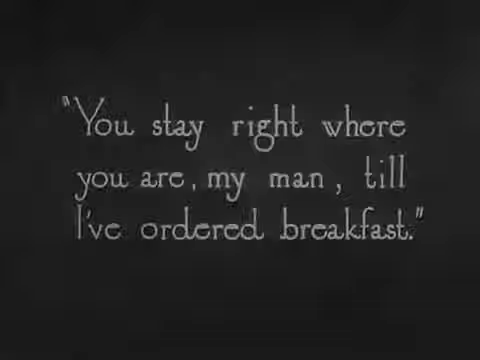 "You stay right where
you are, my man, till
I've ordered breakfast."